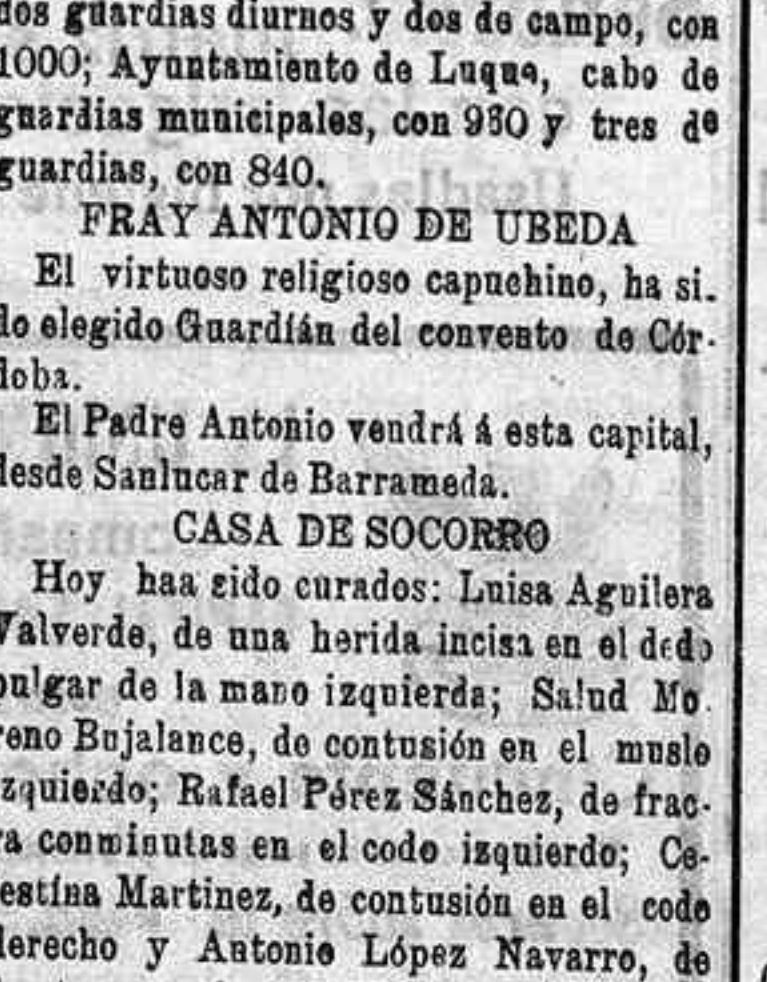 dos guardias diurnos y dos de campo, con
1000; Ayuntamiento de Luque, cabo de
guardias municipales, con 950 y tres de
guardias, con 840.
FRAY ANTONIO DE UBEDA
El virtuoso religioso capuchino, ha si-
do elegido Guardián del convento de Cór-
doba.
El Padre Antonio vendrá á esta capital,
desde Sanlucar de Barrameda.
CASA DE SOCORRO
Hoy haa sido curados: Luisa Aguilera
Valverde, de una herida incisa en el dedo
pulgar de la mano izquierda; Salud Mo-
reno Bujalance, de contusión en el muslo
izquierdo; Rafael Pérez Sánchez, de frac-
ra conminutas en el codo izquierdo; Ce-
lestina Martinez, de contusión en el codo
derecho y Antonio López Navarro, de